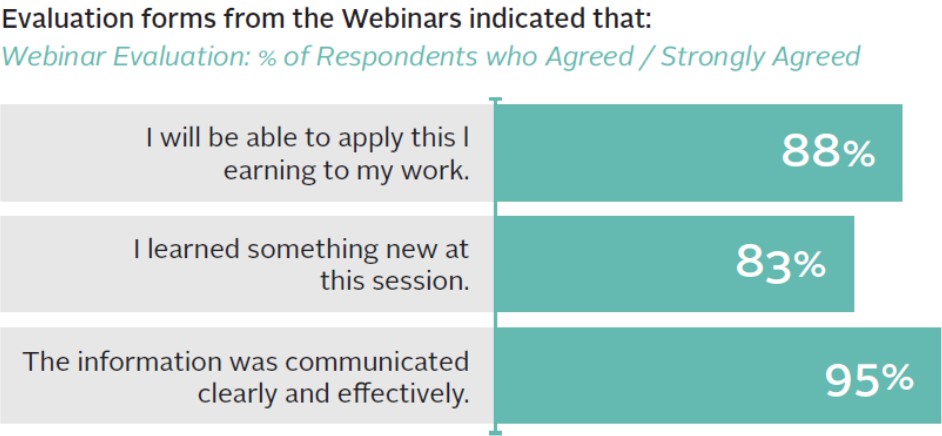 Evaluation forms from the Webinars indicated that:
Webinar Evaluation: % of Respondents who Agreed / Strongly Agreed
I will be able to apply this l
earning to my work.
88%
I learned something new at
this session.
83%
The information was communicated
clearly and effectively.
95%